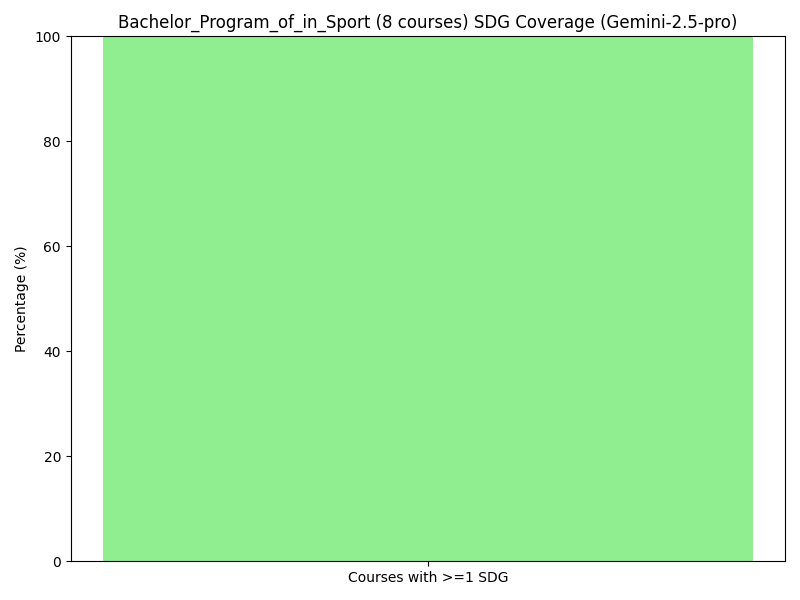 Bachelor_Program_of_in_Sport (8 courses) SDG Coverage (Gemini-2.5-pro)
100
80
60
40
20
0
Percentage (%)
Courses with >=1 SDG